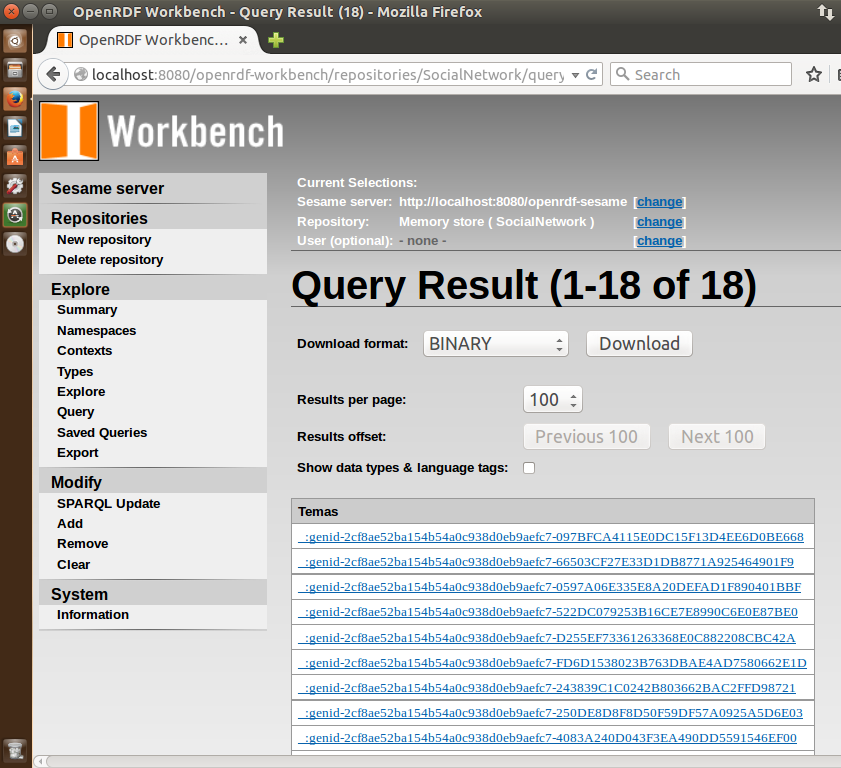 OpenRDF Workbench - Query Result (18) - Mozilla Firefox
OpenRDF Workbenc...
localhost:8080/openrdf-workbench/repositories/SocialNetwork/query
Search
Workbench
Current Selections:
Sesame server: http://localhost:8080/openrdf-sesame [change]
Repository: Memory store ( SocialNetwork ) [change]
User (optional): - none - [change]
Sesame server
Repositories
New repository
Delete repository
Explore
Summary
Namespaces
Contexts
Types
Explore
Query
Saved Queries
Export
Modify
SPARQL Update
Add
Remove
Clear
System
Information
Query Result (1-18 of 18)
Download format: BINARY Download
Results per page: 100
Results offset: Previous 100 Next 100
Show data types & language tags:
Temas
_:genid-2cf8ae52ba154b54a0c938d0eb9aefc7-097BFCA4115E0DC15F13D4EE6D0BE668
_:genid-2cf8ae52ba154b54a0c938d0eb9aefc7-66503CF27E33D1DB8771A925464901F9
_:genid-2cf8ae52ba154b54a0c938d0eb9aefc7-0597A06E335E8A20DEFAD1F890401BBF
_:genid-2cf8ae52ba154b54a0c938d0eb9aefc7-522DC079253B16CE7E8990C6E0E87BE0
_:genid-2cf8ae52ba154b54a0c938d0eb9aefc7-D255EF73361263368E0C882208CBC42A
_:genid-2cf8ae52ba154b54a0c938d0eb9aefc7-FD6D1538023B763DBAE4AD7580662E1D
_:genid-2cf8ae52ba154b54a0c938d0eb9aefc7-243839C1C0242B803662BAC2FFD98721
_:genid-2cf8ae52ba154b54a0c938d0eb9aefc7-250DE8D8F8D50F59DF57A0925A5D6E03
_:genid-2cf8ae52ba154b54a0c938d0eb9aefc7-4083A240D043F3EA490DD5591546EF00